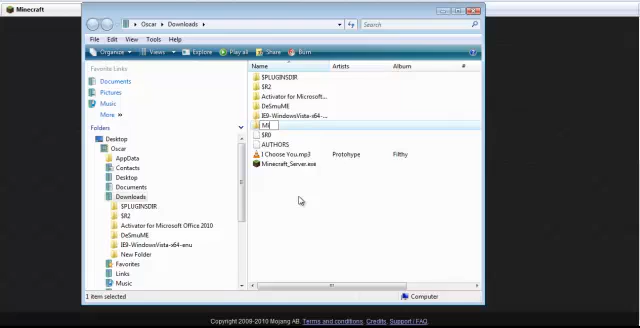 Minecraft
Oscar Downloads
Search
File Edit View Tools Help
Organize Views Explore Play all Share Burn
Favorite Links
Documents
Pictures
Music
More »
Folders
Desktop
Oscar
AppData
Contacts
Desktop
Documents
Downloads
$PLUGINSDIR
$R2
Activator for Microsoft Office 2010
DeSmuME
IE9-WindowsVista-x64-enu
New Folder
Favorites
Links
Music
Name Artists Album #
$PLUGINSDIR
$R2
Activator for Microsoft...
DeSmuME
IE9-WindowsVista-x64-...
Mi
$R0
AUTHORS
I Choose You.mp3 Prototype Filthy
Minecraft_Server.exe
1 item selected
Computer
Copyright 2009-2010 Mojang AB. Terms and conditions. Credits. Support / FAQ.